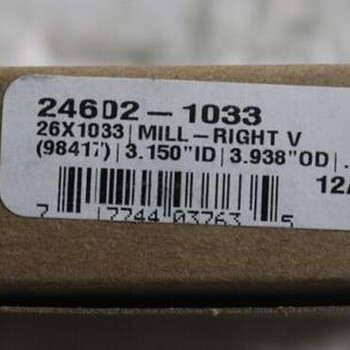 24602-1033
26X1033|MILL-RIGHT V
(98417)|3.150"ID|3.938"OD|.
12
7 17744 03763 5